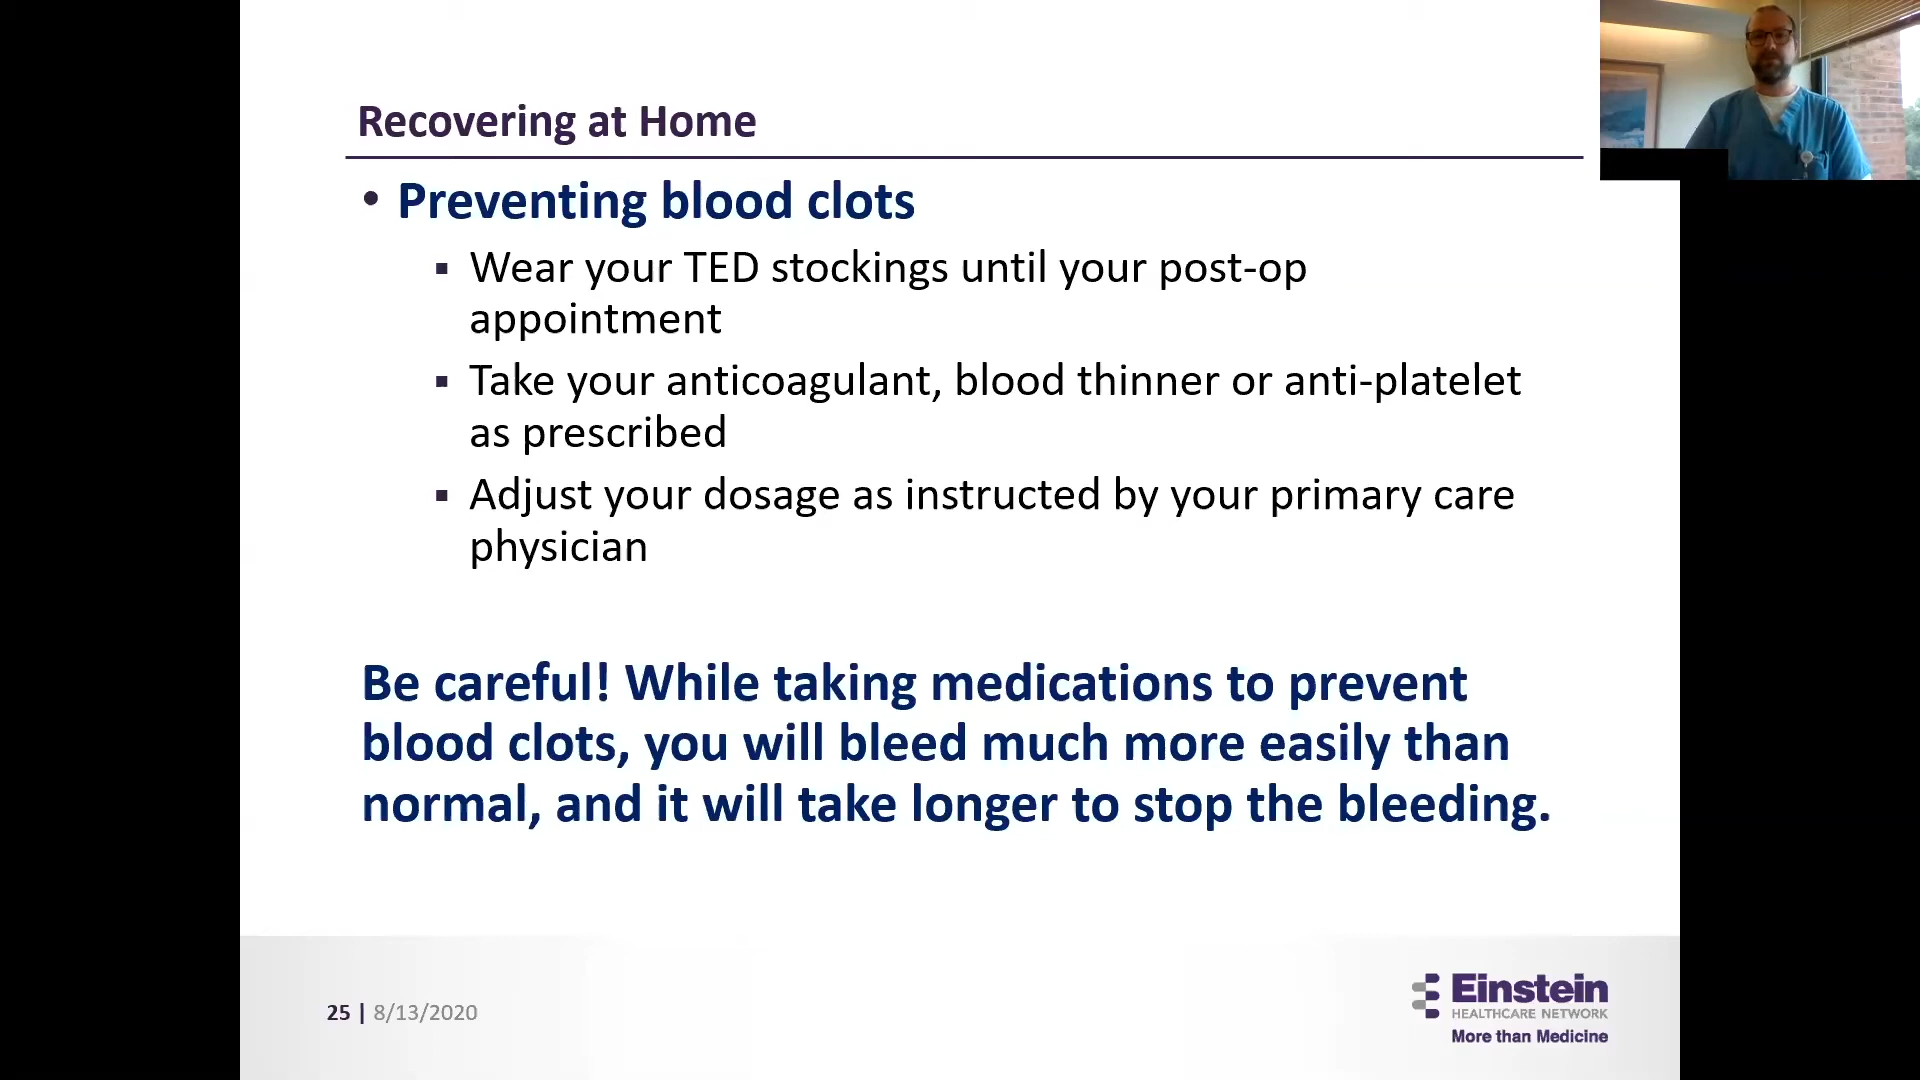 Recovering at Home
• Preventing blood clots
▪ Wear your TED stockings until your post-op
appointment
▪ Take your anticoagulant, blood thinner or anti-platelet
as prescribed
▪ Adjust your dosage as instructed by your primary care
physician
Be careful! While taking medications to prevent
blood clots, you will bleed much more easily than
normal, and it will take longer to stop the bleeding.
25 | 8/13/2020
Einstein
HEALTHCARE NETWORK
More than Medicine